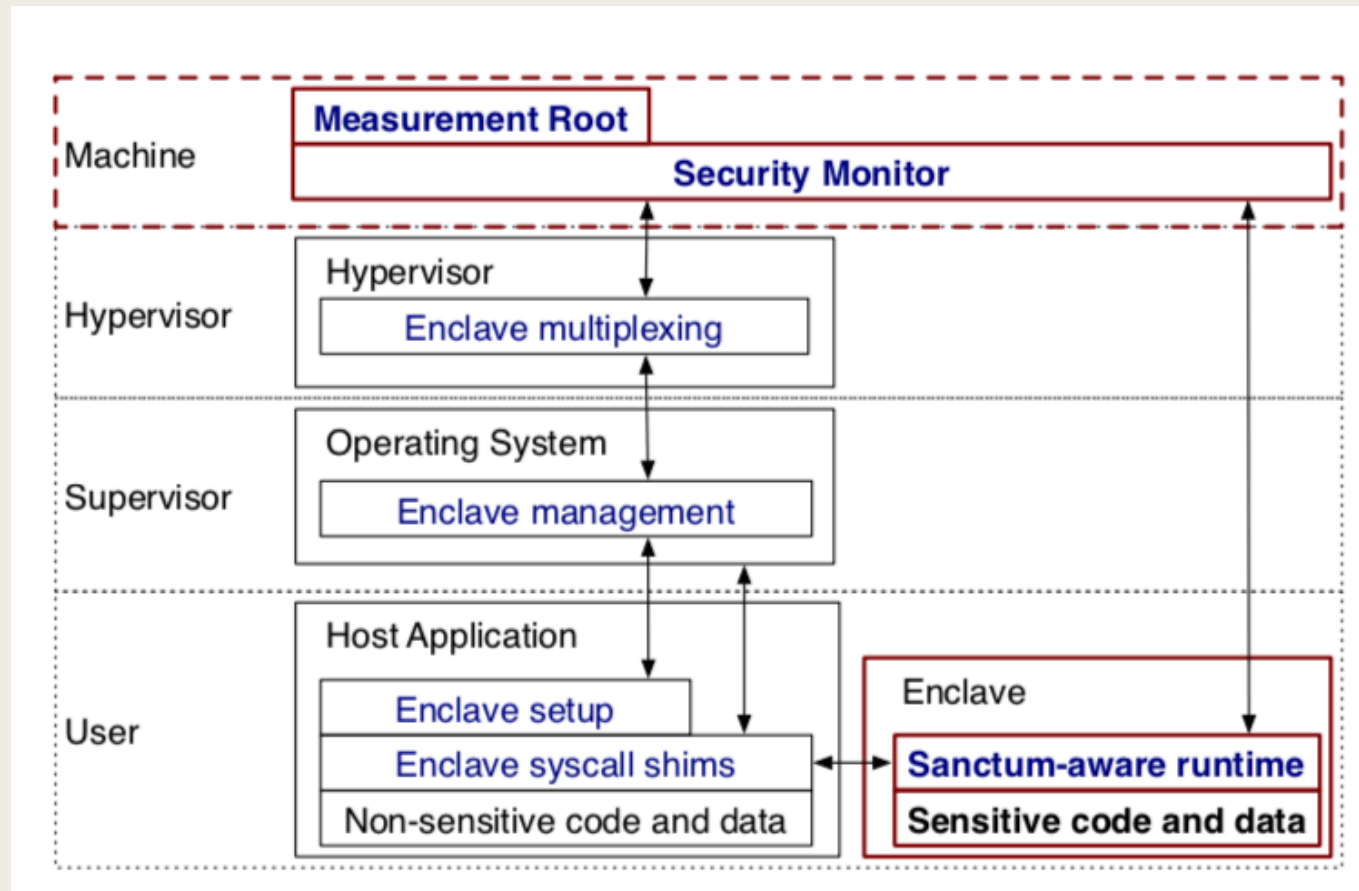 Machine
Measurement Root
Security Monitor
Hypervisor
Hypervisor
Enclave multiplexing
Supervisor
Operating System
Enclave management
User
Host Application
Enclave setup
Enclave syscall shims
Non-sensitive code and data
Enclave
Sanctum-aware runtime
Sensitive code and data